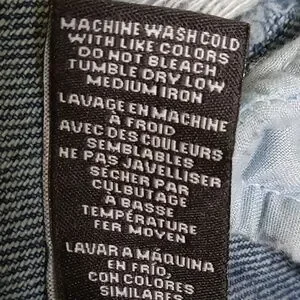 MACHINE WASH COLD
WITH LIKE COLORS
DO NOT BLEACH
TUMBLE DRY LOW
MEDIUM IRON
LAVAGE EN MACHINE
À FROID
AVEC DES COULEURS
SEMBLABLES
NE PAS JAVELLISER
SÉCHER PAR
CULBUTAGE
À BASSE
TEMPÉRATURE
FER MOYEN
LAVAR A MÁQUINA
EN FRÍO,
CON COLORES
SIMILARES